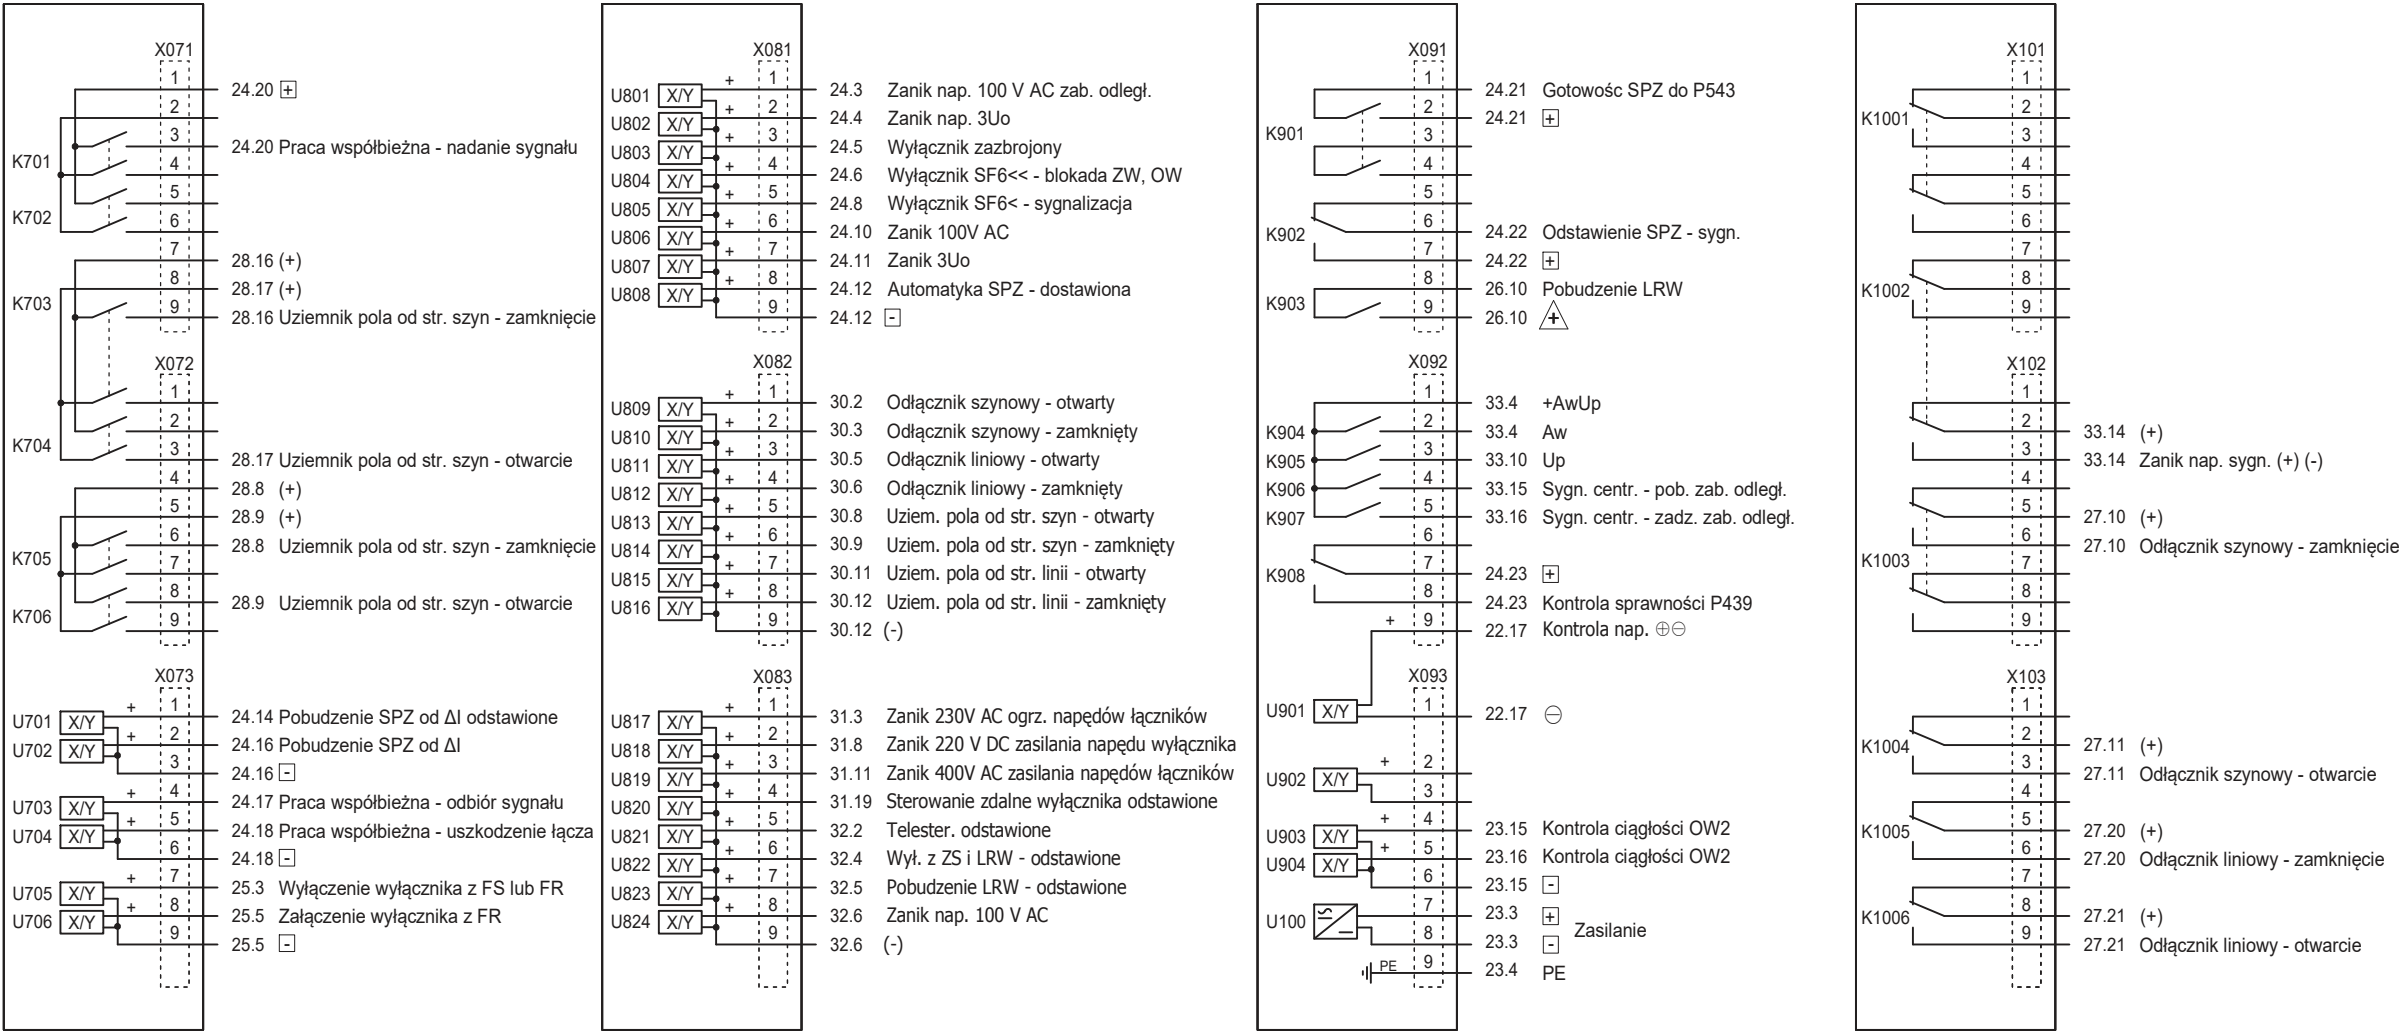 X071
1
24.20 +
2
3
24.20 Praca współbieżna - nadanie sygnału
K701
4
5
K702
6
7
28.16 (+)
8
28.17 (+)
K703
9
28.16 Uziemnik pola od str. szyn - zamknięcie
X072
1
2
K704
3
28.17 Uziemnik pola od str. szyn - otwarcie
4
28.8 (+)
5
28.9 (+)
6
28.8 Uziemnik pola od str. szyn - zamknięcie
K705
7
8
28.9 Uziemnik pola od str. szyn - otwarcie
K706
9
X073
U701 X/Y + 1 24.14 Pobudzenie SPZ od ΔI odstawione
U702 X/Y + 2 24.16 Pobudzenie SPZ od ΔI
3 24.16 -
U703 X/Y + 4 24.17 Praca współbieżna - odbiór sygnału
U704 X/Y + 5 24.18 Praca współbieżna - uszkodzenie łącza
6 24.18 -
U705 X/Y + 7 25.3 Wyłączenie wyłącznika z FS lub FR
U706 X/Y + 8 25.5 Załączenie wyłącznika z FR
9 25.5 -
X081
U801 X/Y + 1 24.3 Zanik nap. 100 V AC zab. odległ.
U802 X/Y + 2 24.4 Zanik nap. 3Uo
U803 X/Y + 3 24.5 Wyłącznik zazbrojony
U804 X/Y + 4 24.6 Wyłącznik SF6<< - blokada ZW, OW
U805 X/Y + 5 24.8 Wyłącznik SF6< - sygnalizacja
U806 X/Y + 6 24.10 Zanik 100V AC
U807 X/Y + 7 24.11 Zanik 3Uo
U808 X/Y + 8 24.12 Automatyka SPZ - dostawiona
9 24.12 -
X082
U809 X/Y + 1 30.2 Odłącznik szynowy - otwarty
U810 X/Y + 2 30.3 Odłącznik szynowy - zamknięty
U811 X/Y + 3 30.5 Odłącznik liniowy - otwarty
U812 X/Y + 4 30.6 Odłącznik liniowy - zamknięty
U813 X/Y + 5 30.8 Uziem. pola od str. szyn - otwarty
U814 X/Y + 6 30.9 Uziem. pola od str. szyn - zamknięty
U815 X/Y + 7 30.11 Uziem. pola od str. linii - otwarty
U816 X/Y + 8 30.12 Uziem. pola od str. linii - zamknięty
9 30.12 (-)
X083
U817 X/Y + 1 31.3 Zanik 230V AC ogrz. napędów łączników
U818 X/Y + 2 31.8 Zanik 220 V DC zasilania napędu wyłącznika
U819 X/Y + 3 31.11 Zanik 400V AC zasilania napędów łączników
U820 X/Y + 4 31.19 Sterowanie zdalne wyłącznika odstawione
U821 X/Y + 5 32.2 Telester. odstawione
U822 X/Y + 6 32.4 Wył. z ZS i LRW - odstawione
U823 X/Y + 7 32.5 Pobudzenie LRW - odstawione
U824 X/Y + 8 32.6 Zanik nap. 100 V AC
9 32.6 (-)
X091
1 24.21 Gotowośc SPZ do P543
2 24.21 +
K901 3
4
5
K902 6 24.22 Odstawienie SPZ - sygn.
7 24.22 +
K903 8 26.10 Pobudzenie LRW
9 26.10 +
X092
1 33.4 +AwUp
K904 2 33.4 Aw
K905 3 33.10 Up
K906 4 33.15 Sygn. centr. - pob. zab. odległ.
K907 5 33.16 Sygn. centr. - zadz. zab. odległ.
6
K908 7 24.23 +
8 24.23 Kontrola sprawności P439
+ 9 22.17 Kontrola nap. ⊕⊖
X093
U901 X/Y 1 22.17 ⊖
U902 X/Y + 2
3
U903 X/Y + 4 23.15 Kontrola ciągłości OW2
U904 X/Y + 5 23.16 Kontrola ciągłości OW2
6 23.15 -
U100 7 23.3 + Zasilanie
8 23.3 -
PE 9 23.4 PE
X101
1
K1001 2
3
4
5
6
7
K1002 8
9
X102
1
2 33.14 (+)
3 33.14 Zanik nap. sygn. (+) (-)
4
5 27.10 (+)
6 27.10 Odłącznik szynowy - zamknięcie
K1003 7
8
9
X103
1
K1004 2 27.11 (+)
3 27.11 Odłącznik szynowy - otwarcie
4
K1005 5 27.20 (+)
6 27.20 Odłącznik liniowy - zamknięcie
7
K1006 8 27.21 (+)
9 27.21 Odłącznik liniowy - otwarcie